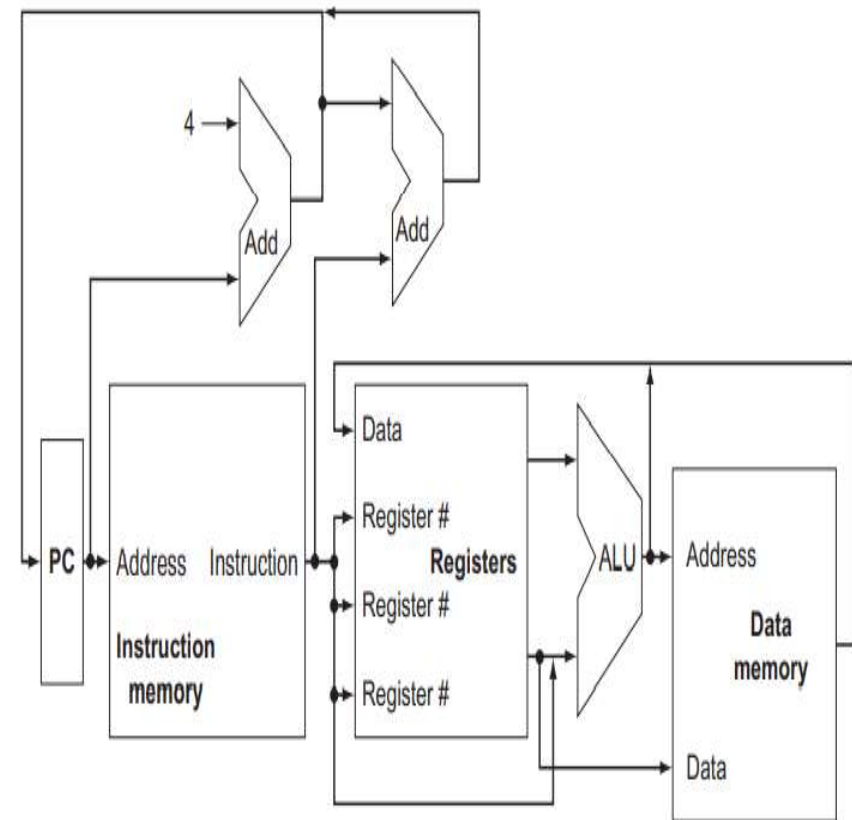 4
Add
Add
Data
Register #
Registers
Register #
Register #
PC
Address Instruction
Instruction
memory
ALU
Address
Data
memory
Data